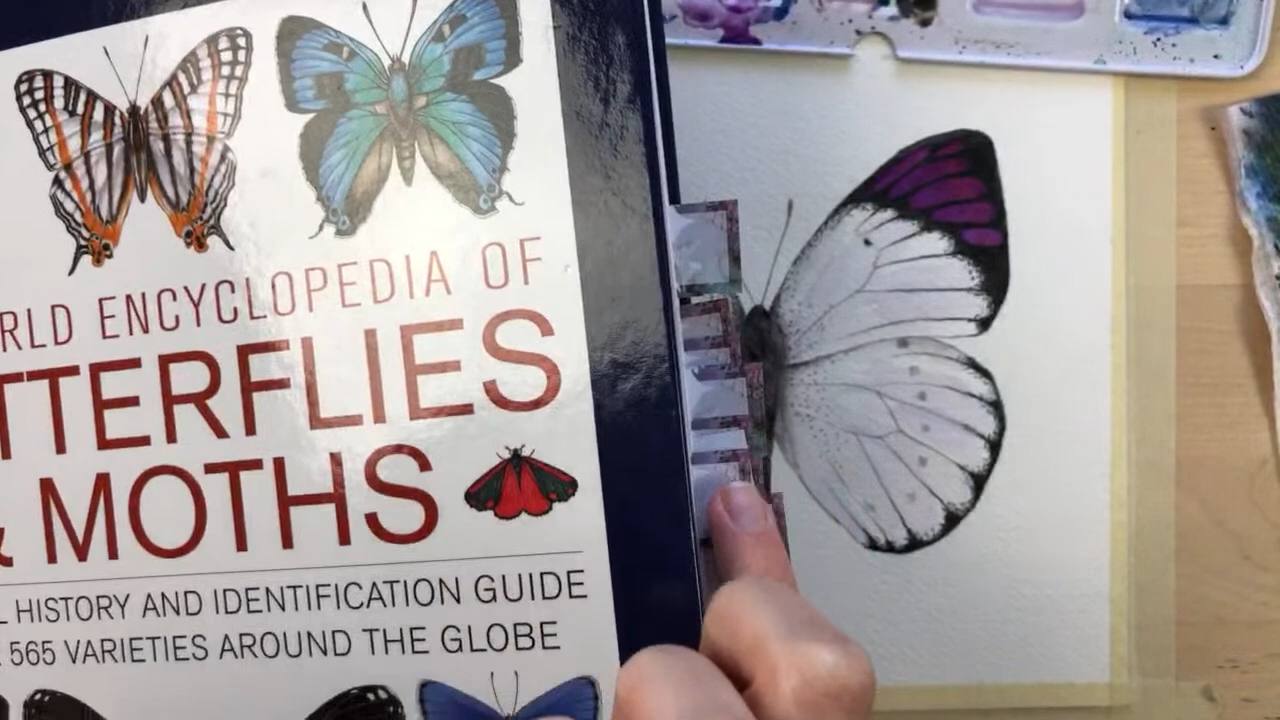 RLD ENCYCLOPEDIA OF
TTERFLIES
& MOTHS
L HISTORY AND IDENTIFICATION GUIDE
565 VARIETIES AROUND THE GLOBE